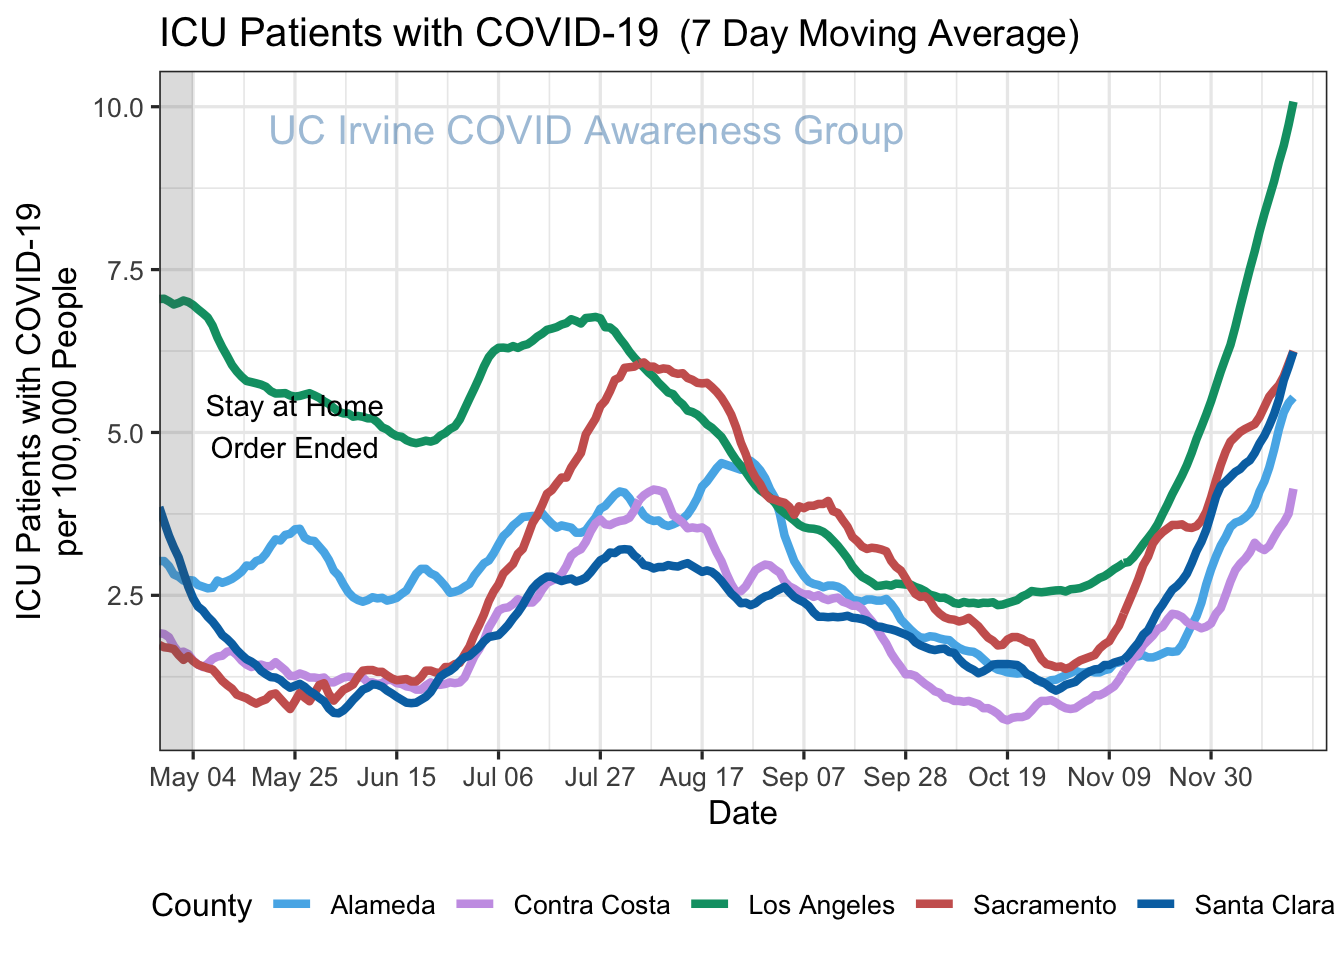 ICU Patients with COVID-19  (7 Day Moving Average)
UC Irvine COVID Awareness Group
ICU Patients with COVID-19
per 100,000 People
10.0
7.5
5.0
2.5
Stay at Home
Order Ended
May 04 May 25 Jun 15 Jul 06 Jul 27 Aug 17 Sep 07 Sep 28 Oct 19 Nov 09 Nov 30
Date
County Alameda Contra Costa Los Angeles Sacramento Santa Clara